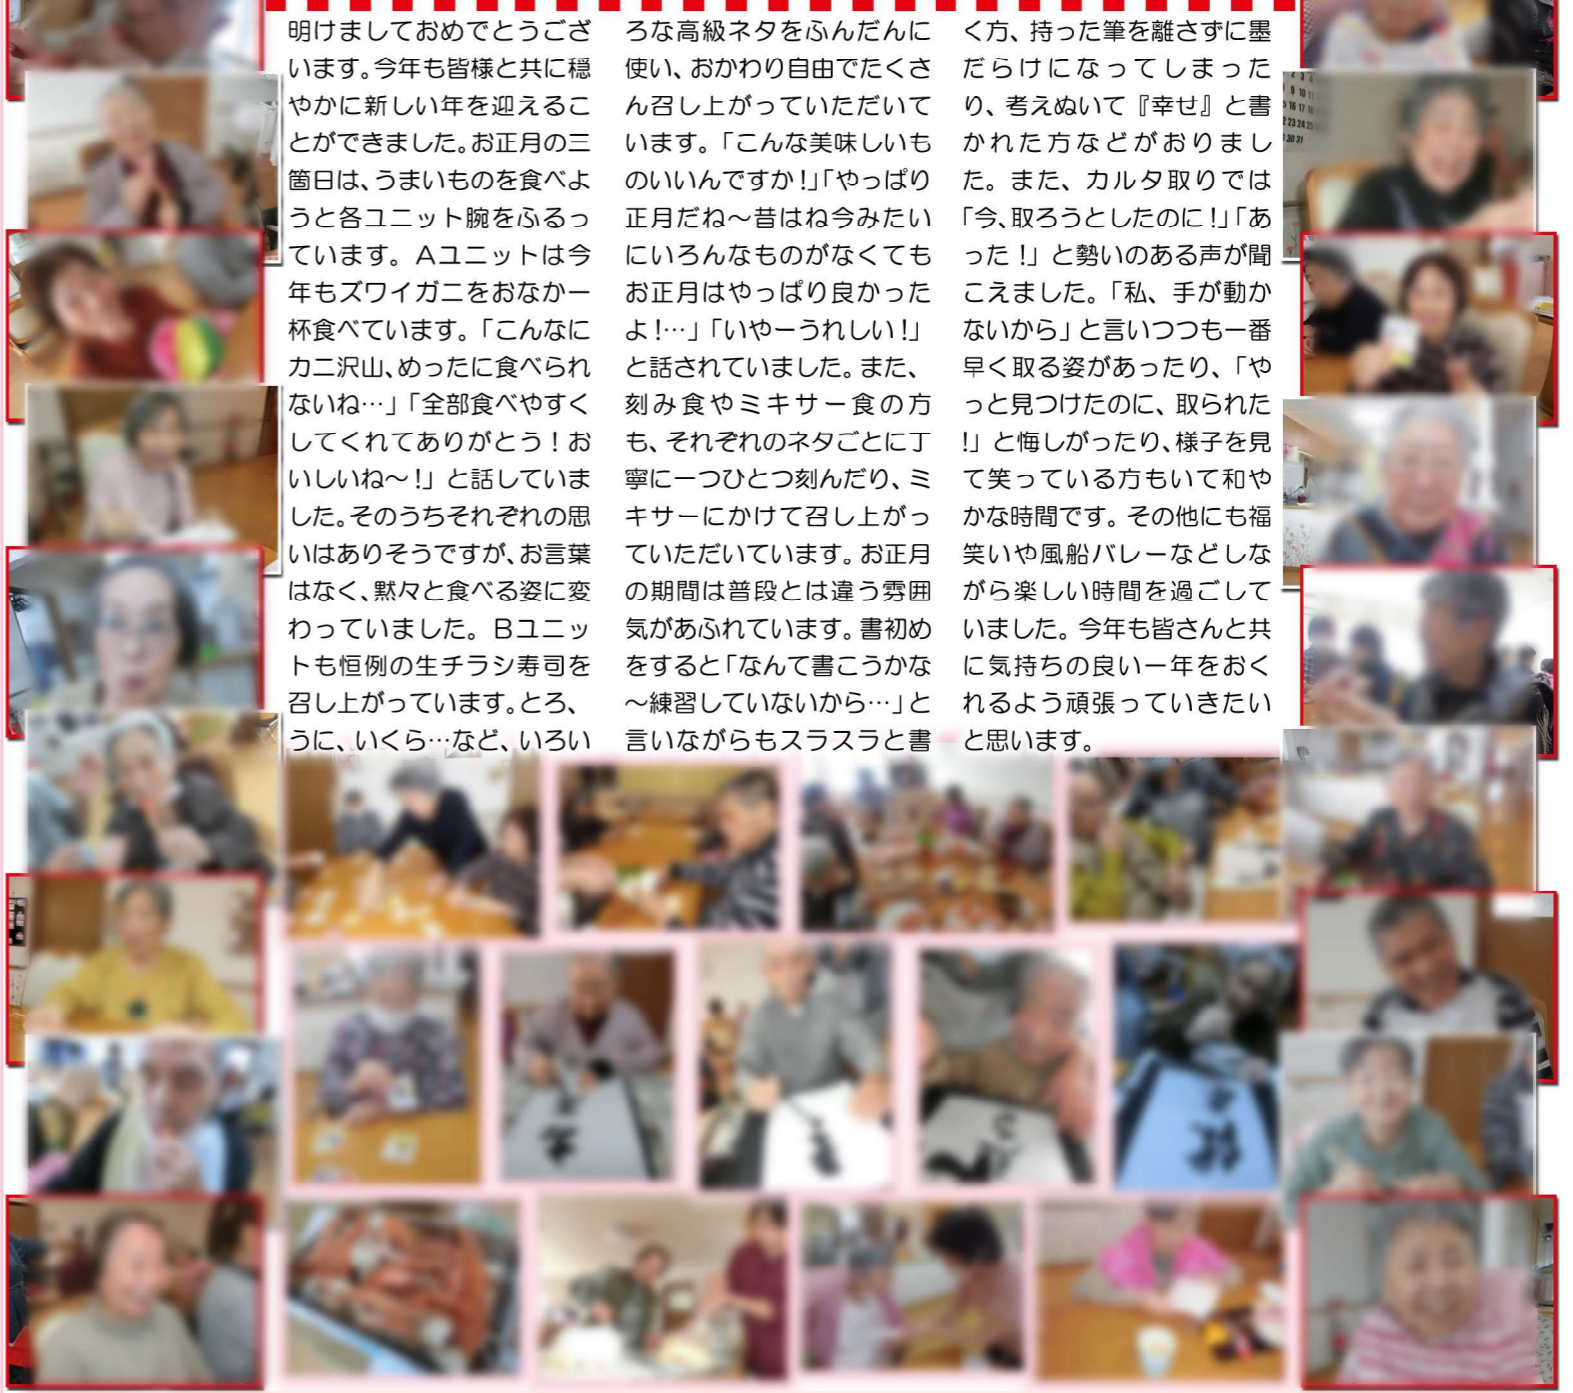 明けましておめでとうござ
います。今年も皆様と共に穏
やかに新しい年を迎えるこ
とができました。お正月の三
箇日は、うまいものを食べよ
うと各ユニット腕をふるっ
ています。Aユニットは今
年もズワイガニをおなか一
杯食べています。「こんなに
カニ沢山、めったに食べられ
ないね…」「全部食べやすく
してくれてありがとう！お
いしいね～！」と話していま
した。そのうちそれぞれの思
いはありそうですが、お言葉
はなく、黙々と食べる姿に変
わっていました。Bユニッ
トも恒例の生チラシ寿司を
召し上がっています。とろ、
うに、いくら…など、いろい
ろな高級ネタをふんだんに
使い、おかわり自由でたくさ
ん召し上がっていただいて
います。「こんな美味しいも
のいいんですか！」「やっぱり
正月だね～昔はね今みたい
にいろんなものがなくても
お正月はやっぱり良かった
よ！…」「いやーうれしい！」
と話されていました。また、
刻み食やミキサー食の方
も、それぞれのネタごとに丁
寧に一つひとつ刻んだり、ミ
キサーにかけて召し上がっ
ていただいています。お正月
の期間は普段とは違う雰囲
気があふれています。書初め
をすると「なんて書こうかな
～練習していないから…」と
言いながらもスラスラと書
く方、持った筆を離さずに墨
だらけになってしまった
り、考えぬいて『幸せ』と書
かれた方などがおりまし
た。また、カルタ取りでは
「今、取ろうとしたのに！」「あ
った！」と勢いのある声が聞
こえました。「私、手が動か
ないから」と言いつつも一番
早く取る姿があったり、「や
っと見つけたのに、取られた
！」と悔しがったり、様子を見
て笑っている方もいて和や
かな時間です。その他にも福
笑いや風船バレーなどしな
がら楽しい時間を過ごして
いました。今年も皆さんと共
に気持ちの良い一年をおく
れるよう頑張っていきたい
と思います。